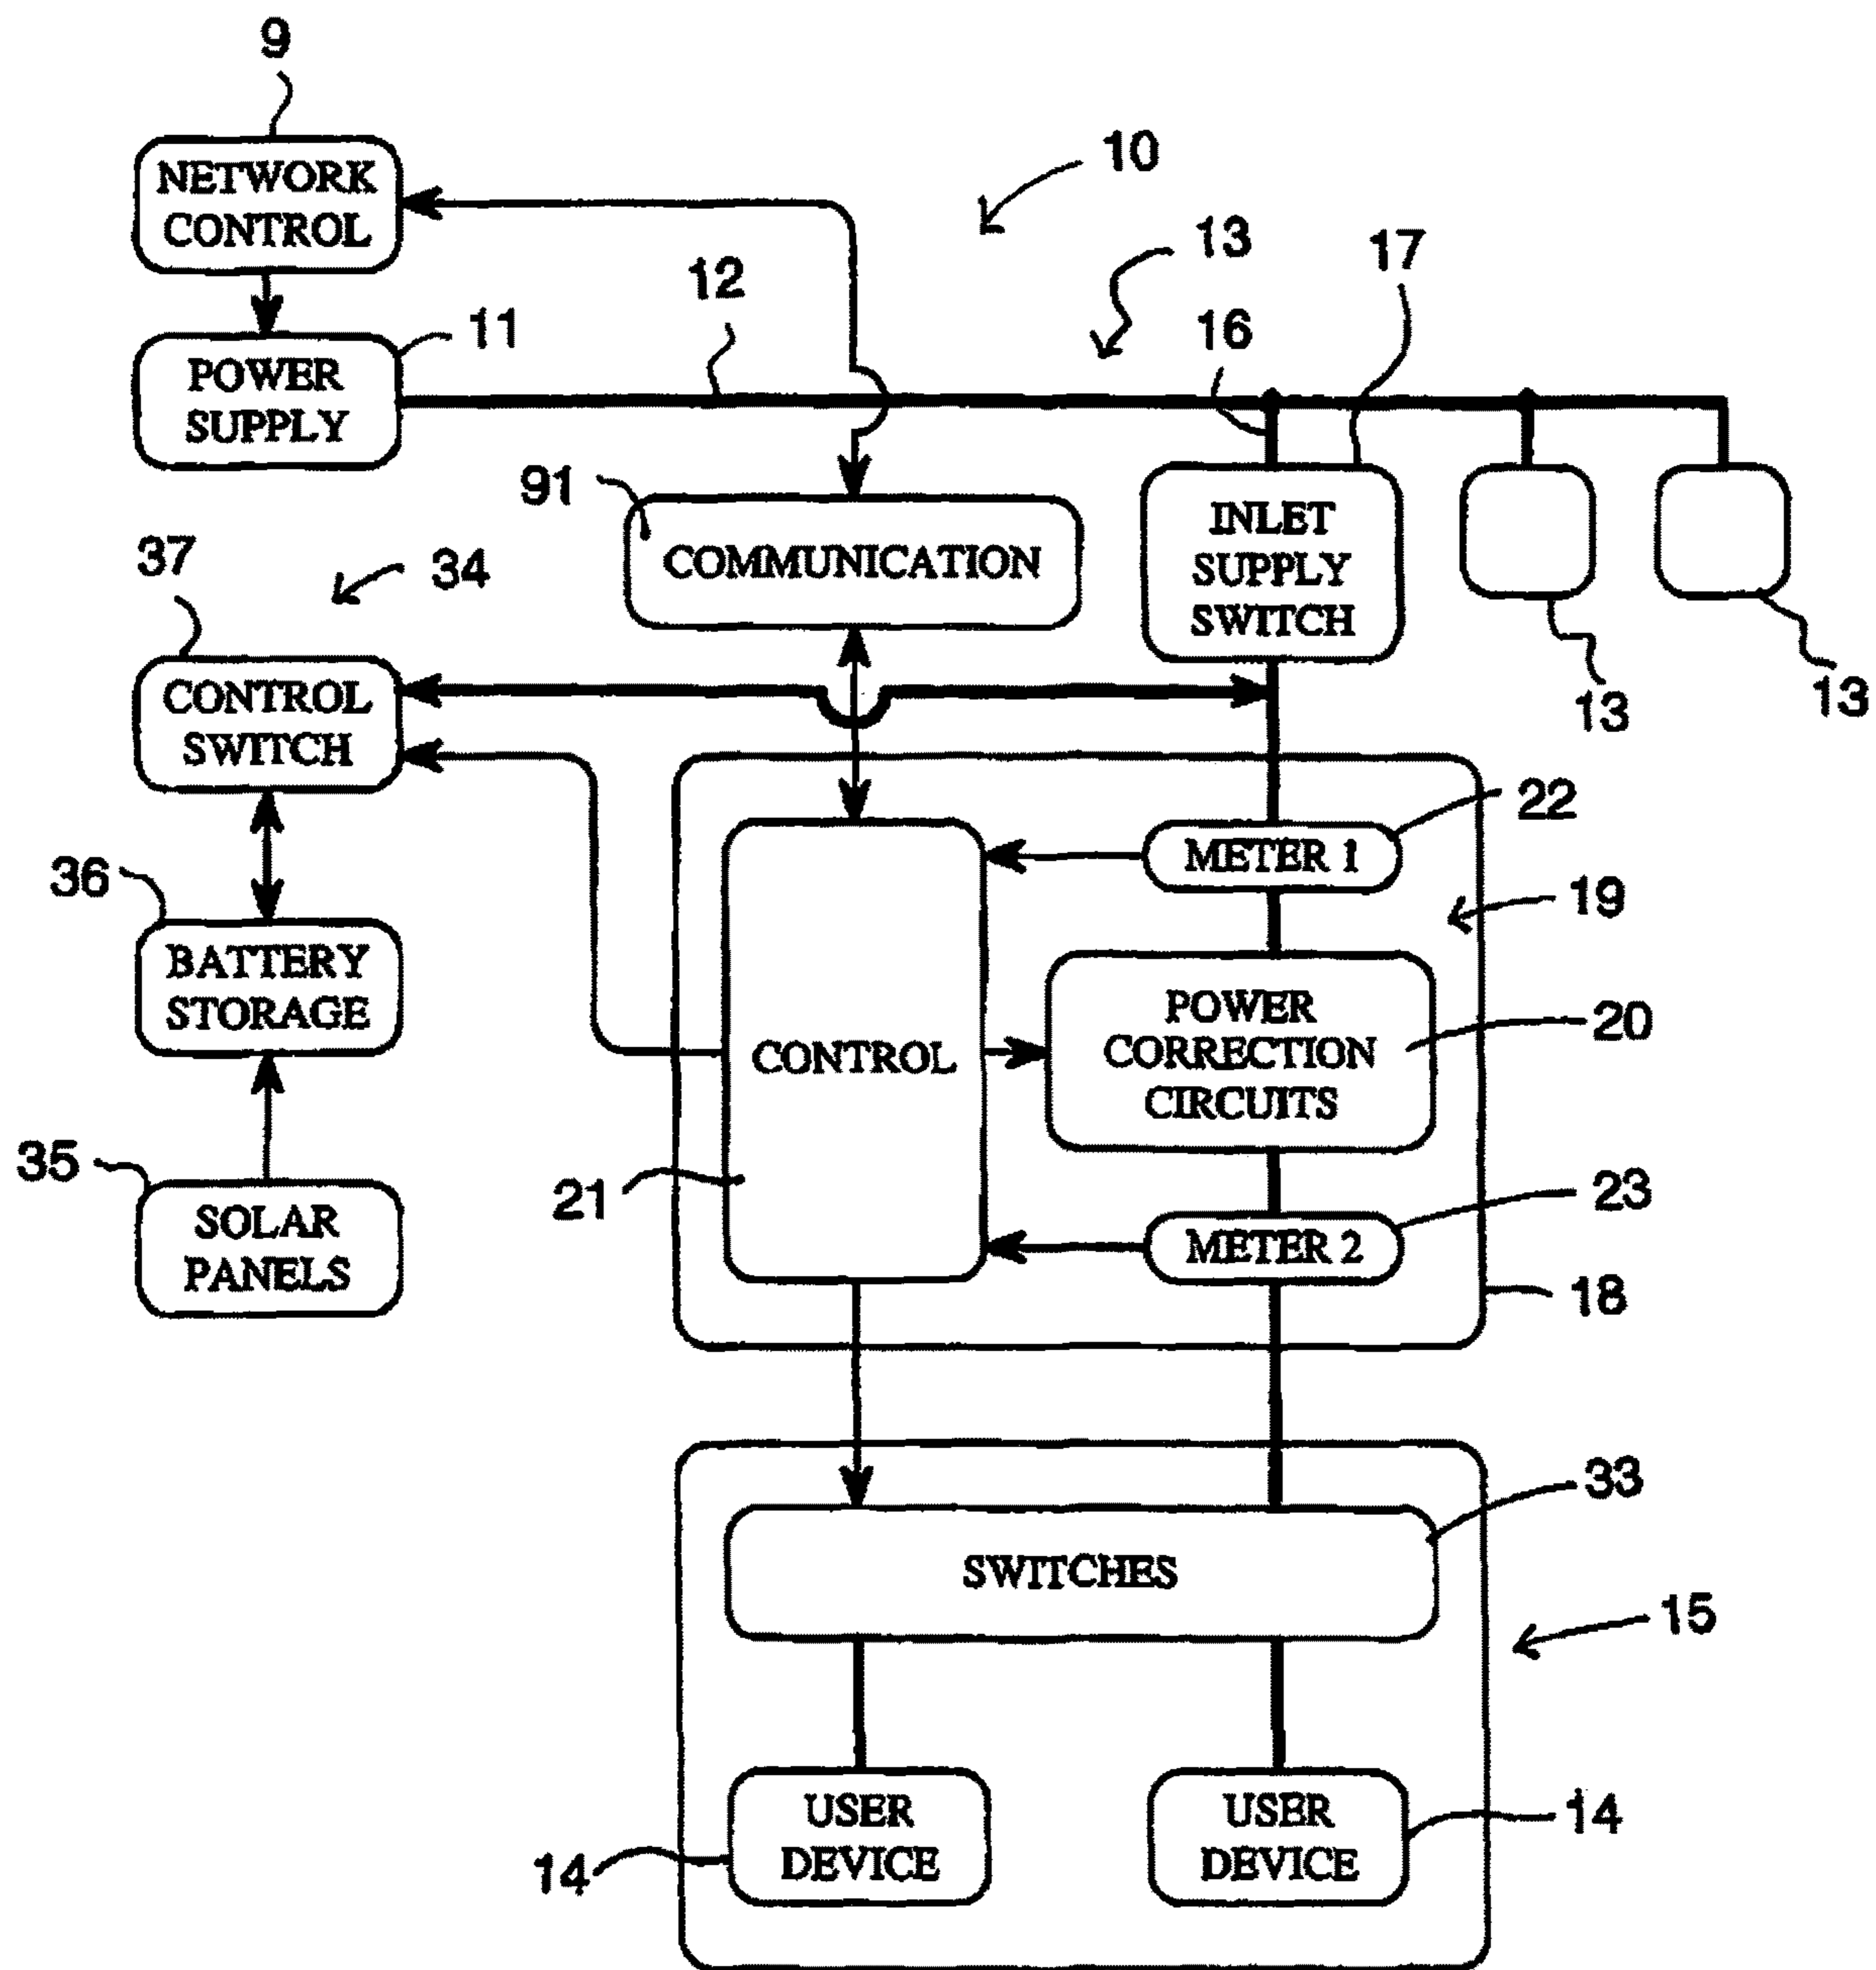 9
NETWORK
CONTROL
10
13
17
12
16
11
POWER
SUPPLY
91
COMMUNICATION
INLET
SUPPLY
SWITCH
13
13
37
34
CONTROL
SWITCH
22
METER 1
36
19
BATTERY
STORAGE
CONTROL
POWER
CORRECTION
CIRCUITS
20
35
21
23
SOLAR
PANELS
METER 2
18
33
SWITCHES
15
USER
DEVICE
14
USER
DEVICE
14